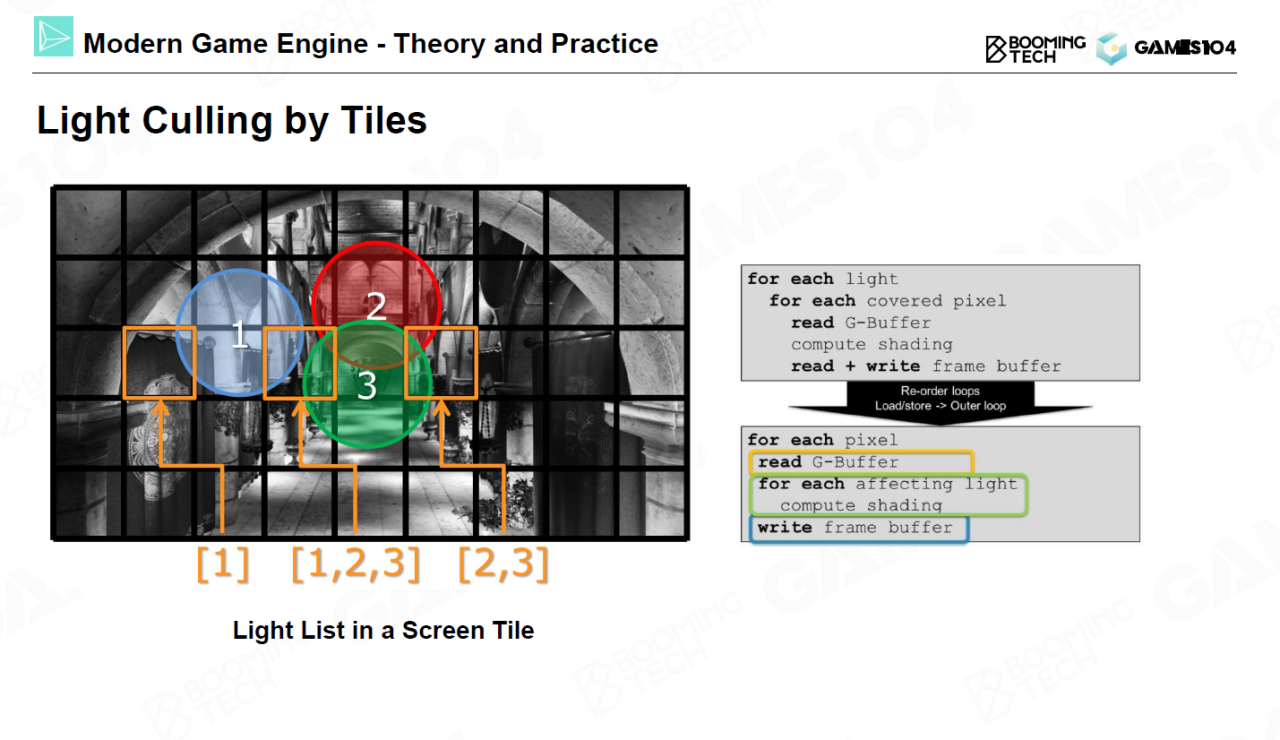 Modern Game Engine - Theory and Practice
BOOMING
TECH
GAMES104
Light Culling by Tiles
1
2
3
[1]
[1,2,3]
[2,3]
Light List in a Screen Tile
for each light
for each covered pixel
read G-Buffer
compute shading
read + write frame buffer
Re-order loops
Load/store -> Outer loop
for each pixel
read G-Buffer
for each affecting light
compute shading
write frame buffer